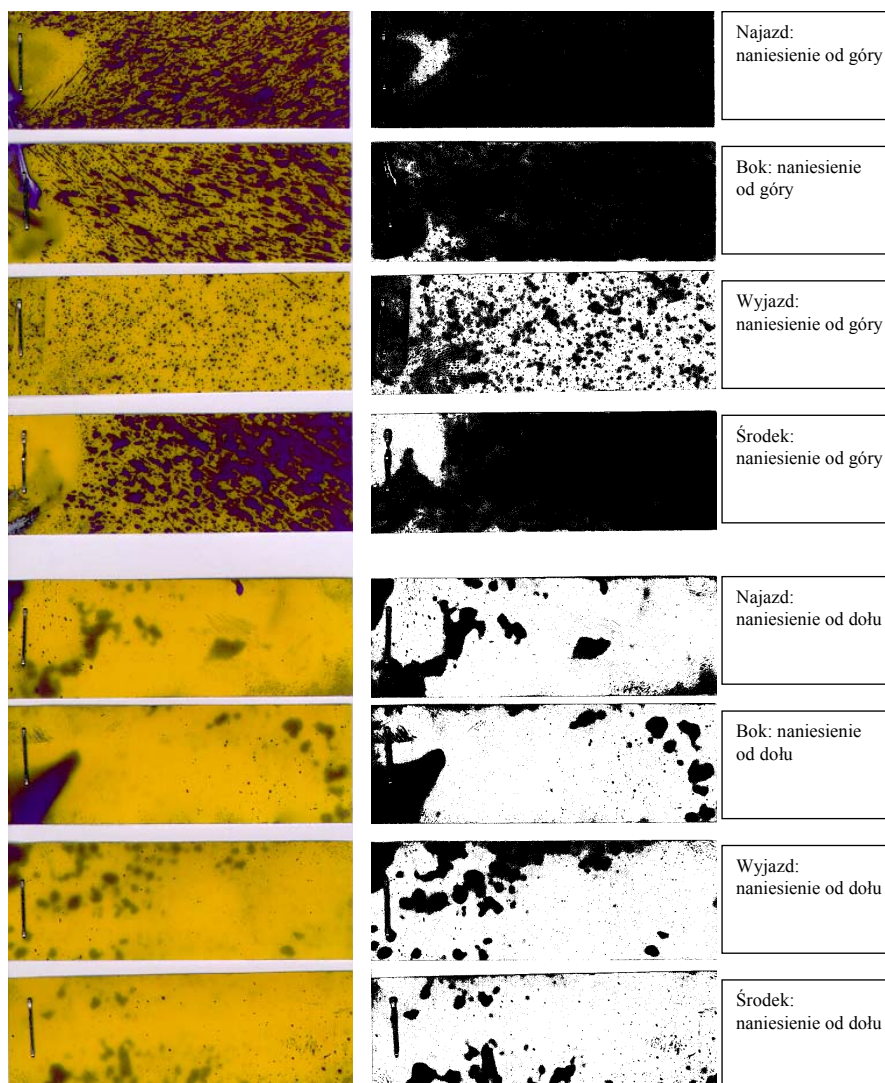 Najazd:
naniesienie od góry
Bok: naniesienie
od góry
Wyjazd:
naniesienie od góry
Środek:
naniesienie od góry
Najazd:
naniesienie od dołu
Bok: naniesienie
od dołu
Wyjazd:
naniesienie od dołu
Środek:
naniesienie od dołu